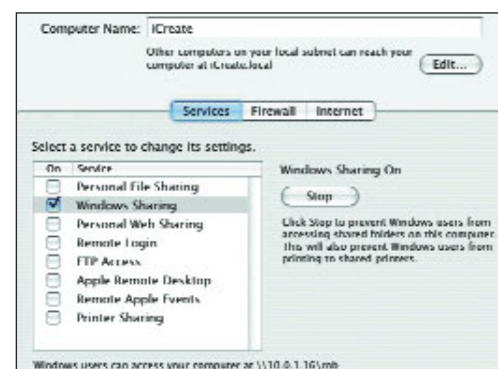 Computer Name: iCreate
Other computers on your local subnet can reach your
computer at iCreate.local
Edit...
Services Firewall Internet
Select a service to change its settings.
On Service
Personal File Sharing
Windows Sharing
Personal Web Sharing
Remote Login
FTP Access
Apple Remote Desktop
Remote Apple Events
Printer Sharing
Windows Sharing On
Stop
Click Stop to prevent Windows users from
accessing shared folders on this computer.
This will also prevent Windows users from
printing to shared printers.
Windows users can access your computer at \\10.0.1.16\mb